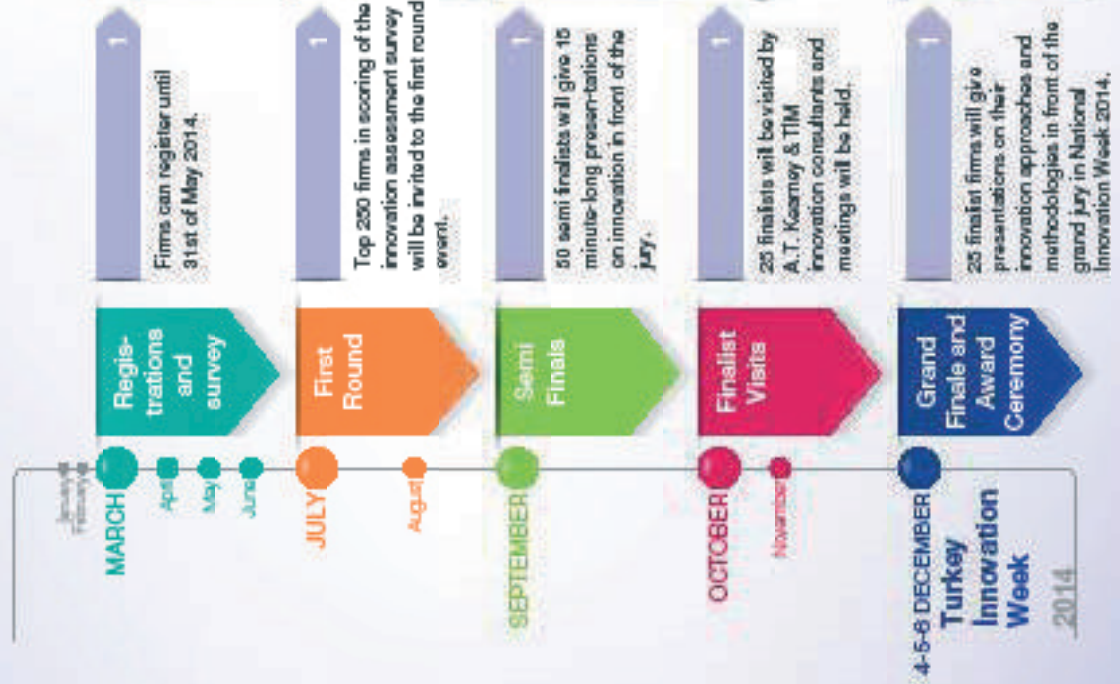 January
February
MARCH
April
May
June
JULY
August
SEPTEMBER
OCTOBER
November
4-5-6 DECEMBER
Turkey
Innovation
Week
2014
Regis-
trations
and
survey
First
Round
Semi
Finals
Finalist
Visits
Grand
Finale and
Award
Ceremony
1
Firms can register until
31st of May 2014.
1
Top 250 firms in scoring of the
innovation assessment survey
will be invited to the first round
event.
1
50 semi finalists will give 15
minute-long presen-tations
on innovation in front of the
jury.
1
25 finalists will be visited by
A.T. Kearney & TIM
innovation consultants and
meetings will be held.
1
25 finalist firms will give
presentations on their
innovation approaches and
methodologies in front of the
grand jury in National
Innovation Week 2014.